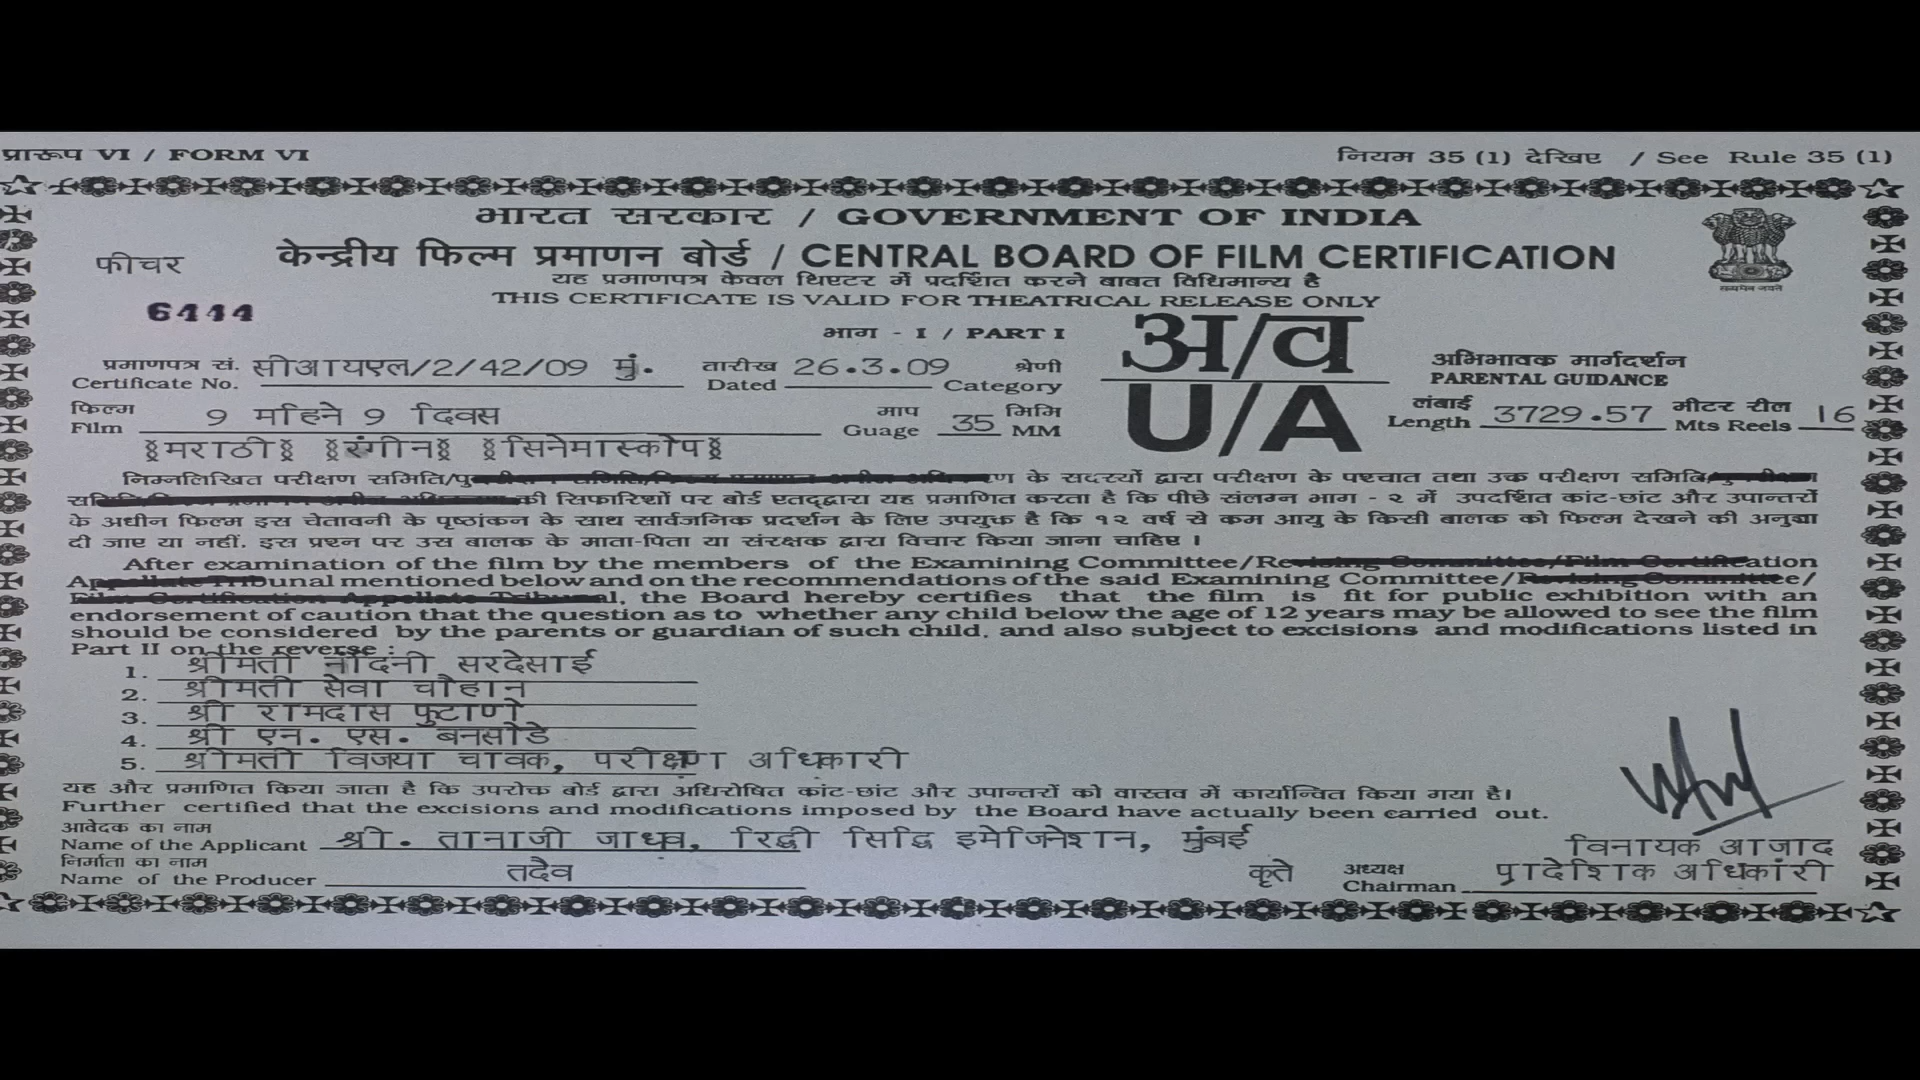 प्रारूप VI / FORM VI
नियम 35 (1) देखिए / See Rule 35 (1)
भारत सरकार / GOVERNMENT OF INDIA
फीचर
केन्द्रीय फिल्म प्रमाणन बोर्ड / CENTRAL BOARD OF FILM CERTIFICATION
यह प्रमाणपत्र केवल थिएटर में प्रदर्शित करने बाबत विधिमान्य है
सत्यमेव जयते
THIS CERTIFICATE IS VALID FOR THEATRICAL RELEASE ONLY
6444
भाग - I / PART I
अ/व
प्रमाणपत्र सं. सीआयएल/2/42/09 मुं. तारीख 26.3.09 श्रेणी
अभिभावक मार्गदर्शन
Certificate No. Dated Category
PARENTAL GUIDANCE
U/A
फिल्म 9 महिने 9 दिवस माप 35 मिमि
लंबाई 3729.57 मीटर रील 16
Film Guage MM
Length Mts Reels
मराठी रंगीन सिनेमास्कोप
निम्नलिखित परीक्षण समिति/पु के सदस्यों द्वारा परीक्षण के पश्चात तथा उक्त परीक्षण समिति/
की सिफारिशों पर बोर्ड एतद्द्वारा यह प्रमाणित करता है कि पीछे संलग्न भाग - २ में उपदर्शित कांट-छांट और उपान्तरों
के अधीन फिल्म इस चेतावनी के पृष्ठांकन के साथ सार्वजनिक प्रदर्शन के लिए उपयुक्त है कि १२ वर्ष से कम आयु के किसी बालक को फिल्म देखने की अनुज्ञा
दी जाए या नहीं. इस प्रश्न पर उस बालक के माता-पिता या संरक्षक द्वारा विचार किया जाना चाहिए ।
After examination of the film by the members of the Examining Committee/Revising Committee/Film Certification
Appellate Tribunal mentioned below and on the recommendations of the said Examining Committee/Revising Committee/
Film Certification Appellate Tribunal, the Board hereby certifies that the film is fit for public exhibition with an
endorsement of caution that the question as to whether any child below the age of 12 years may be allowed to see the film
should be considered by the parents or guardian of such child, and also subject to excisions and modifications listed in
Part II on the reverse :
1. श्रीमती नंदिनी सरदेसाई
2. श्रीमती सेवा चौहान
3. श्री रामदास फुटाणे
4. श्री एन. एस. बनसोडे
5. श्रीमती विजया चावक, परीक्षण अधिकारी
यह और प्रमाणित किया जाता है कि उपरोक्त बोर्ड द्वारा अधिरोपित कांट-छांट और उपान्तरों को वास्तव में कार्यान्वित किया गया है।
Further certified that the excisions and modifications imposed by the Board have actually been carried out.
आवेदक का नाम
Name of the Applicant श्री. तानाजी जाधव, रिद्धी सिद्धि इमेजिनेशन, मुंबई
विनायक आज़ाद
निर्माता का नाम
Name of the Producer तदैव
कृते अध्यक्ष प्रादेशिक अधिकारी
Chairman